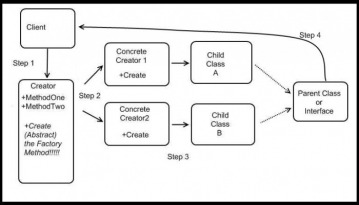 Client
Step 1
Creator
+MethodOne
+MethodTwo
+Create
(Abstract)
the Factory
Method!!!!!
Step 2
Concrete
Creator 1
+Create
Concrete
Creator2
+Create
Step 3
Child
Class
A
Child
Class
B
Step 4
Parent Class
or
Interface